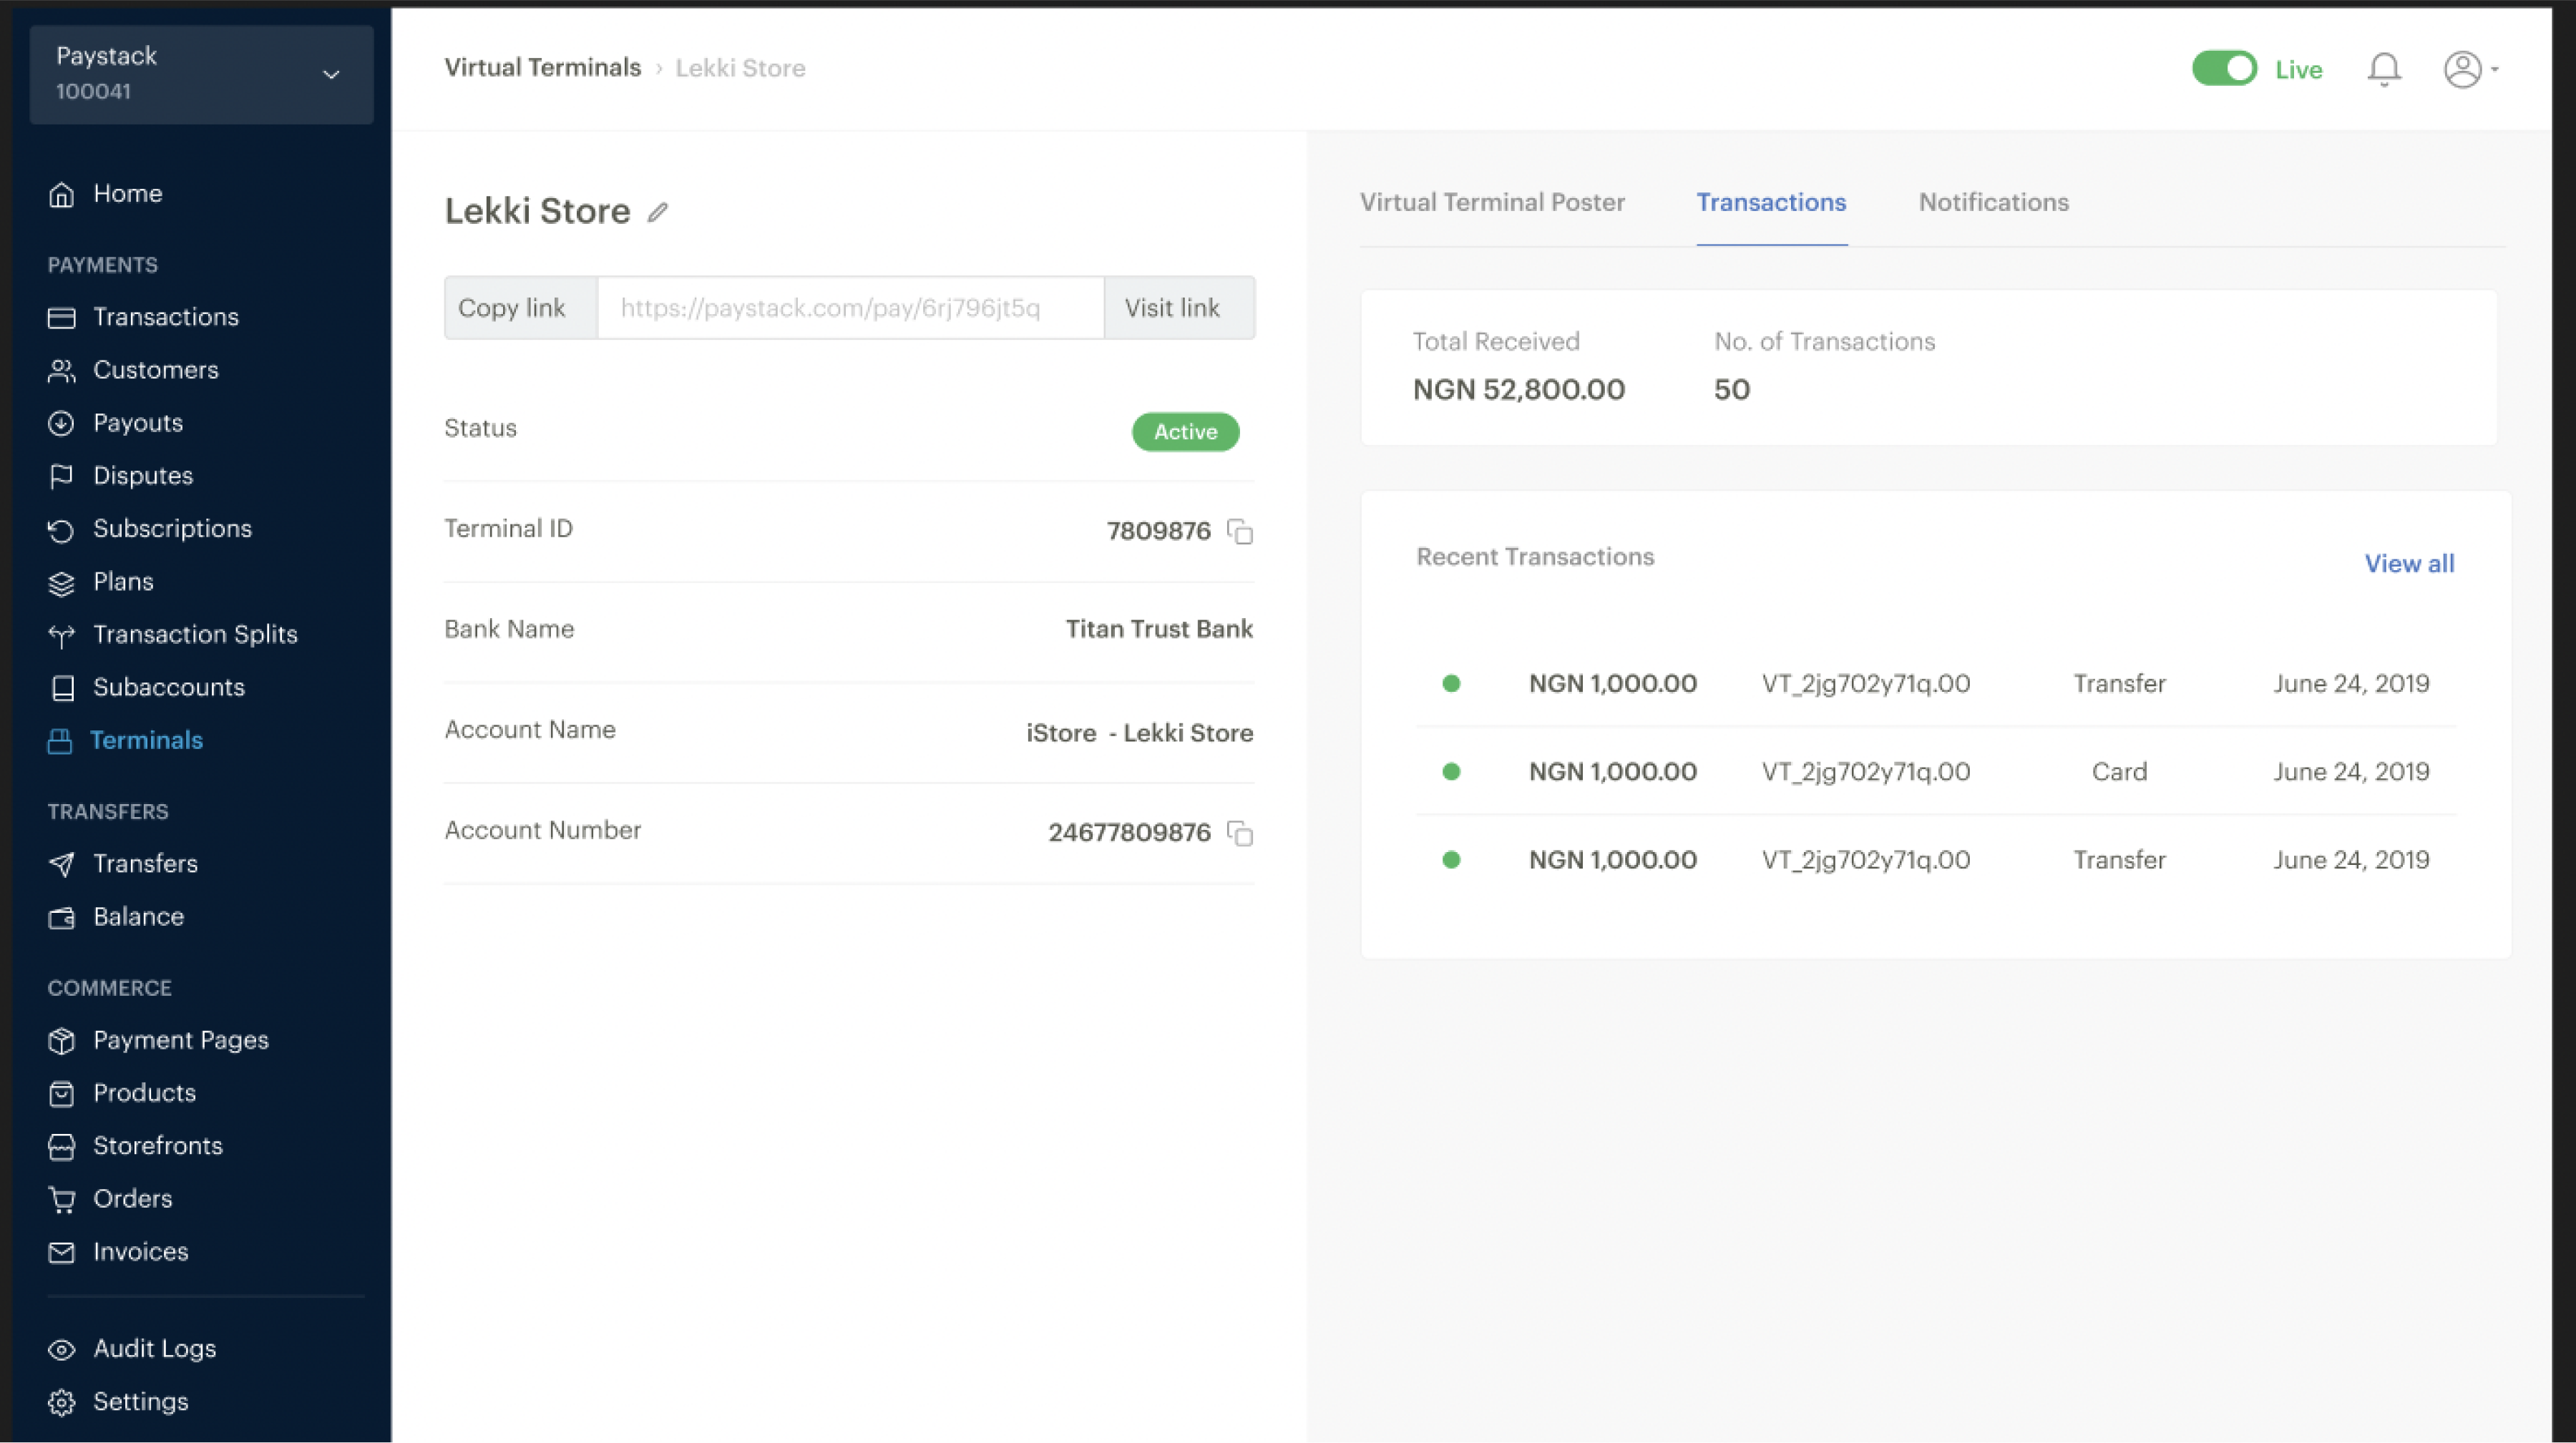 Paystack
100041
Home
PAYMENTS
Transactions
Customers
Payouts
Disputes
Subscriptions
Plans
Transaction Splits
Subaccounts
Terminals
TRANSFERS
Transfers
Balance
COMMERCE
Payment Pages
Products
Storefronts
Orders
Invoices
Audit Logs
Settings
Virtual Terminals › Lekki Store
Live
Lekki Store
Copy link https://paystack.com/pay/6rj796jt5q Visit link
Status Active
Terminal ID 7809876
Bank Name Titan Trust Bank
Account Name iStore - Lekki Store
Account Number 24677809876
Virtual Terminal Poster Transactions Notifications
Total Received No. of Transactions
NGN 52,800.00 50
Recent Transactions View all
NGN 1,000.00 VT_2jg702y71q.00 Transfer June 24, 2019
NGN 1,000.00 VT_2jg702y71q.00 Card June 24, 2019
NGN 1,000.00 VT_2jg702y71q.00 Transfer June 24, 2019